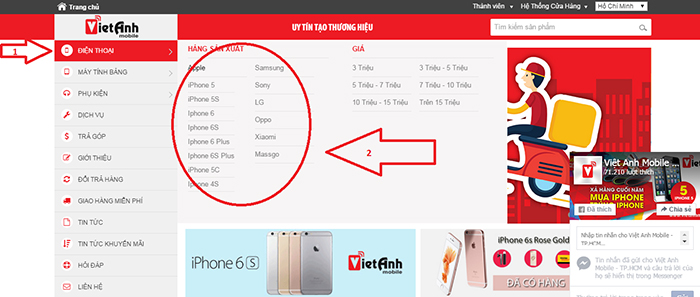 Trang chủ
Thành viên
Hệ Thống Cửa Hàng
Hồ Chí Minh
VietAnh
mobile
UY TÍN TẠO THƯƠNG HIỆU
Tìm kiếm sản phẩm
1
ĐIỆN THOẠI
MÁY TÍNH BẢNG
PHỤ KIỆN
DỊCH VỤ
TRẢ GÓP
GIỚI THIỆU
ĐỔI TRẢ HÀNG
GIAO HÀNG MIỄN PHÍ
TIN TỨC
TIN TỨC KHUYẾN MÃI
HỎI ĐÁP
LIÊN HỆ
HÃNG SẢN XUẤT
Apple
iPhone 5
iPhone 5S
iPhone 6
iPhone 6S
iPhone 6 Plus
iPhone 6S Plus
iPhone 5C
iPhone 4S
Samsung
Sony
LG
Oppo
Xiaomi
Massgo
2
GIÁ
3 Triệu
3 Triệu - 5 Triệu
5 Triệu - 7 Triệu
7 Triệu - 10 Triệu
10 Triệu - 15 Triệu
Trên 15 Triệu
iPhone 6 S
VietAnh
mobile
iPhone 6s Rose Gold
ĐÃ CÓ HÀNG
Việt Anh Mobile ...
71.210 lượt thích
XẢ HÀNG CUỐI NĂM
MUA IPHONE
IPHONE
5
Đã thích
Chia sẻ
Nhập tin nhắn cho Việt Anh Mobile -
TP.HCM...
Tin nhắn đã gửi cho Việt Anh
Mobile - TP.HCM và câu trả lời của
họ sẽ hiển thị trong Messenger